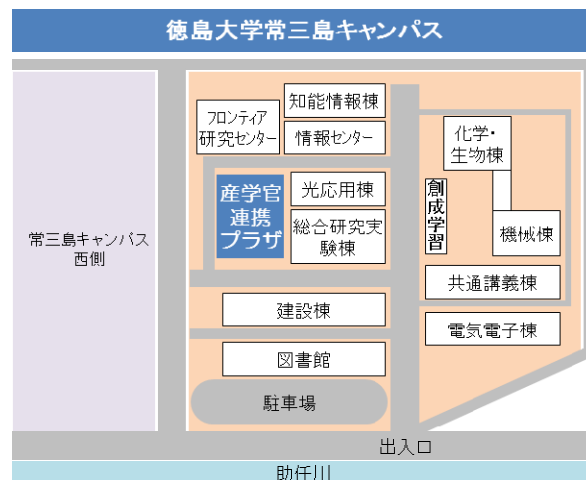 徳島大学常三島キャンパス
常三島キャンパス
西側
フロンティア
研究センター
知能情報棟
情報センター
産学官
連携
プラザ
光応用棟
総合研究実
験棟
建設棟
図書館
駐車場
化学・
生物棟
創成学習
機械棟
共通講義棟
電気電子棟
出入口
助任川